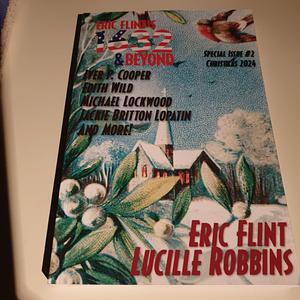 Eric Flint's
1632
& Beyond
Special Issue #2
Christmas 2024
Iver P. Cooper
Edith Wild
Michael Lockwood
Jackie Britton Lopatin
and More!
Eric Flint
Lucille Robbins